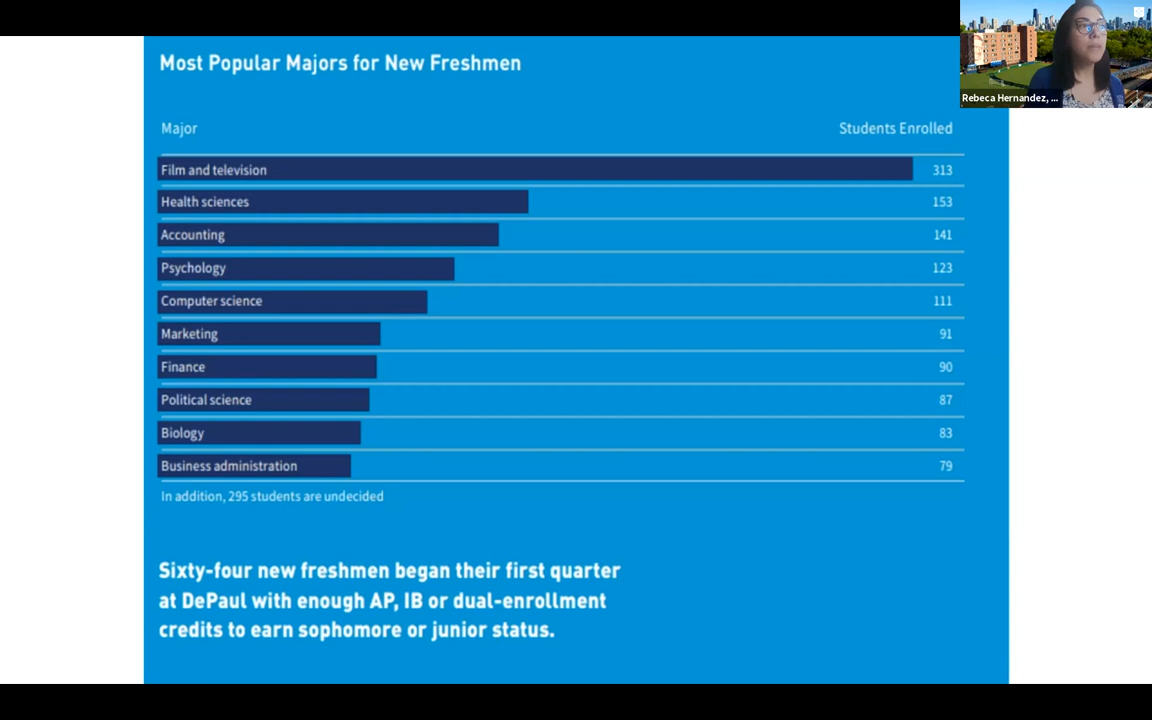 Most Popular Majors for New Freshmen
Rebeca Hernandez, ...
Major Students Enrolled
Film and television 313
Health sciences 153
Accounting 141
Psychology 123
Computer science 111
Marketing 91
Finance 90
Political science 87
Biology 83
Business administration 79
In addition, 295 students are undecided
Sixty-four new freshmen began their first quarter
at DePaul with enough AP, IB or dual-enrollment
credits to earn sophomore or junior status.